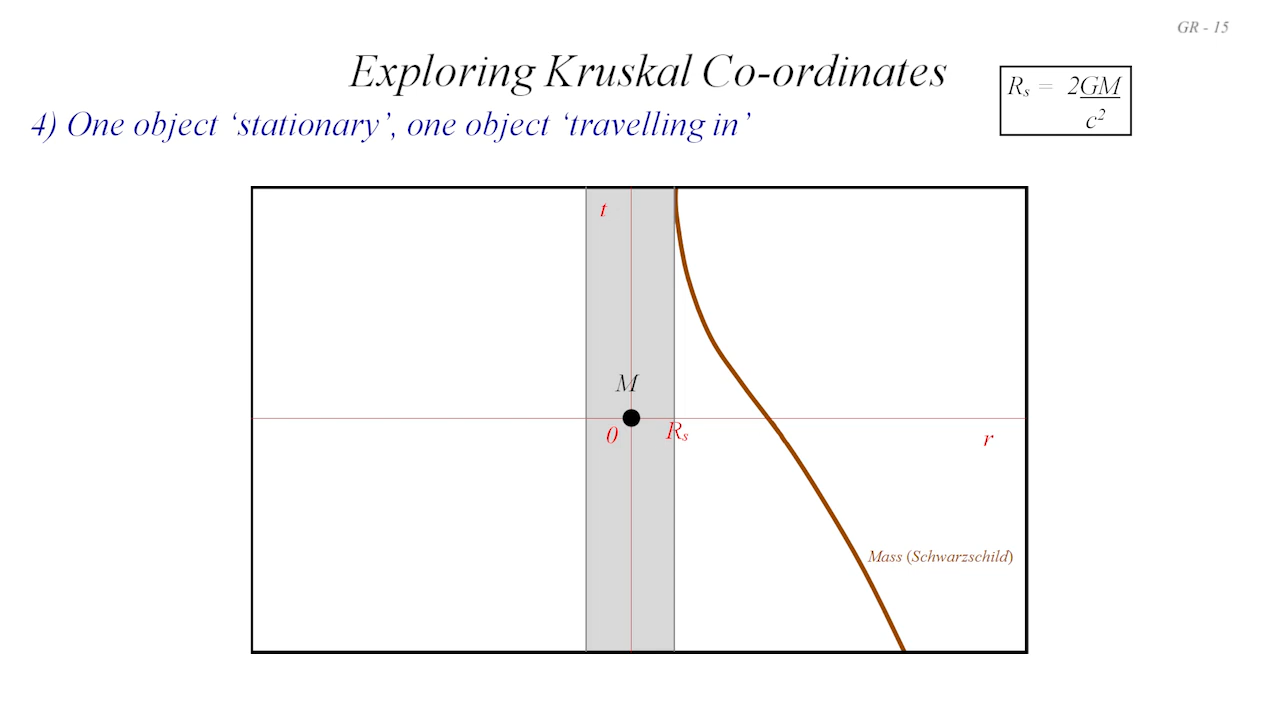 GR - 15
Exploring Kruskal Co-ordinates
Rs = 2GM
c²
4) One object ‘stationary’, one object ‘travelling in’
t
M
0
Rs
r
Mass (Schwarzschild)